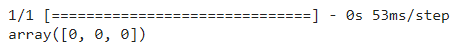 1/1 [==============================] - 0s 53ms/step
array([0, 0, 0])